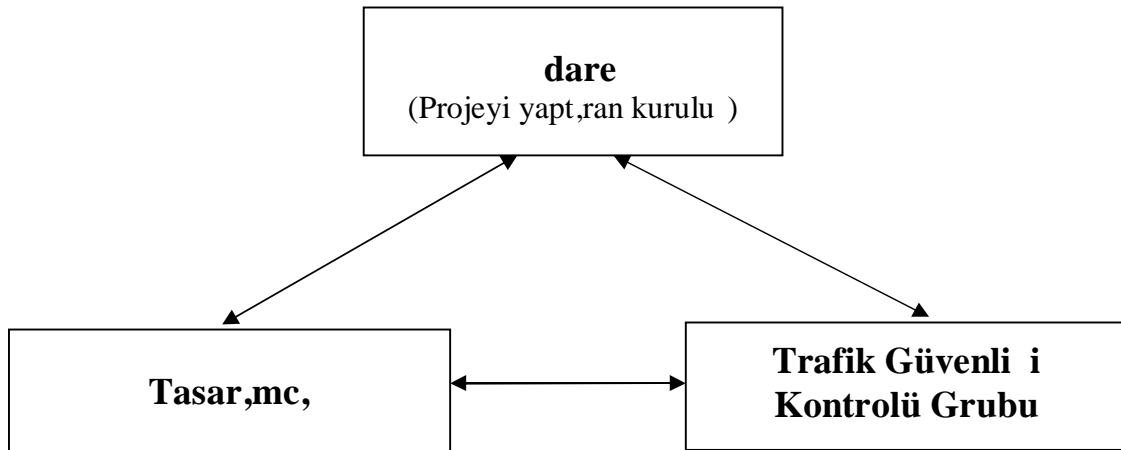 dare
(Projeyi yapt,ran kurulu )
Tasar,mc,
Trafik Güvenli i
Kontrolü Grubu